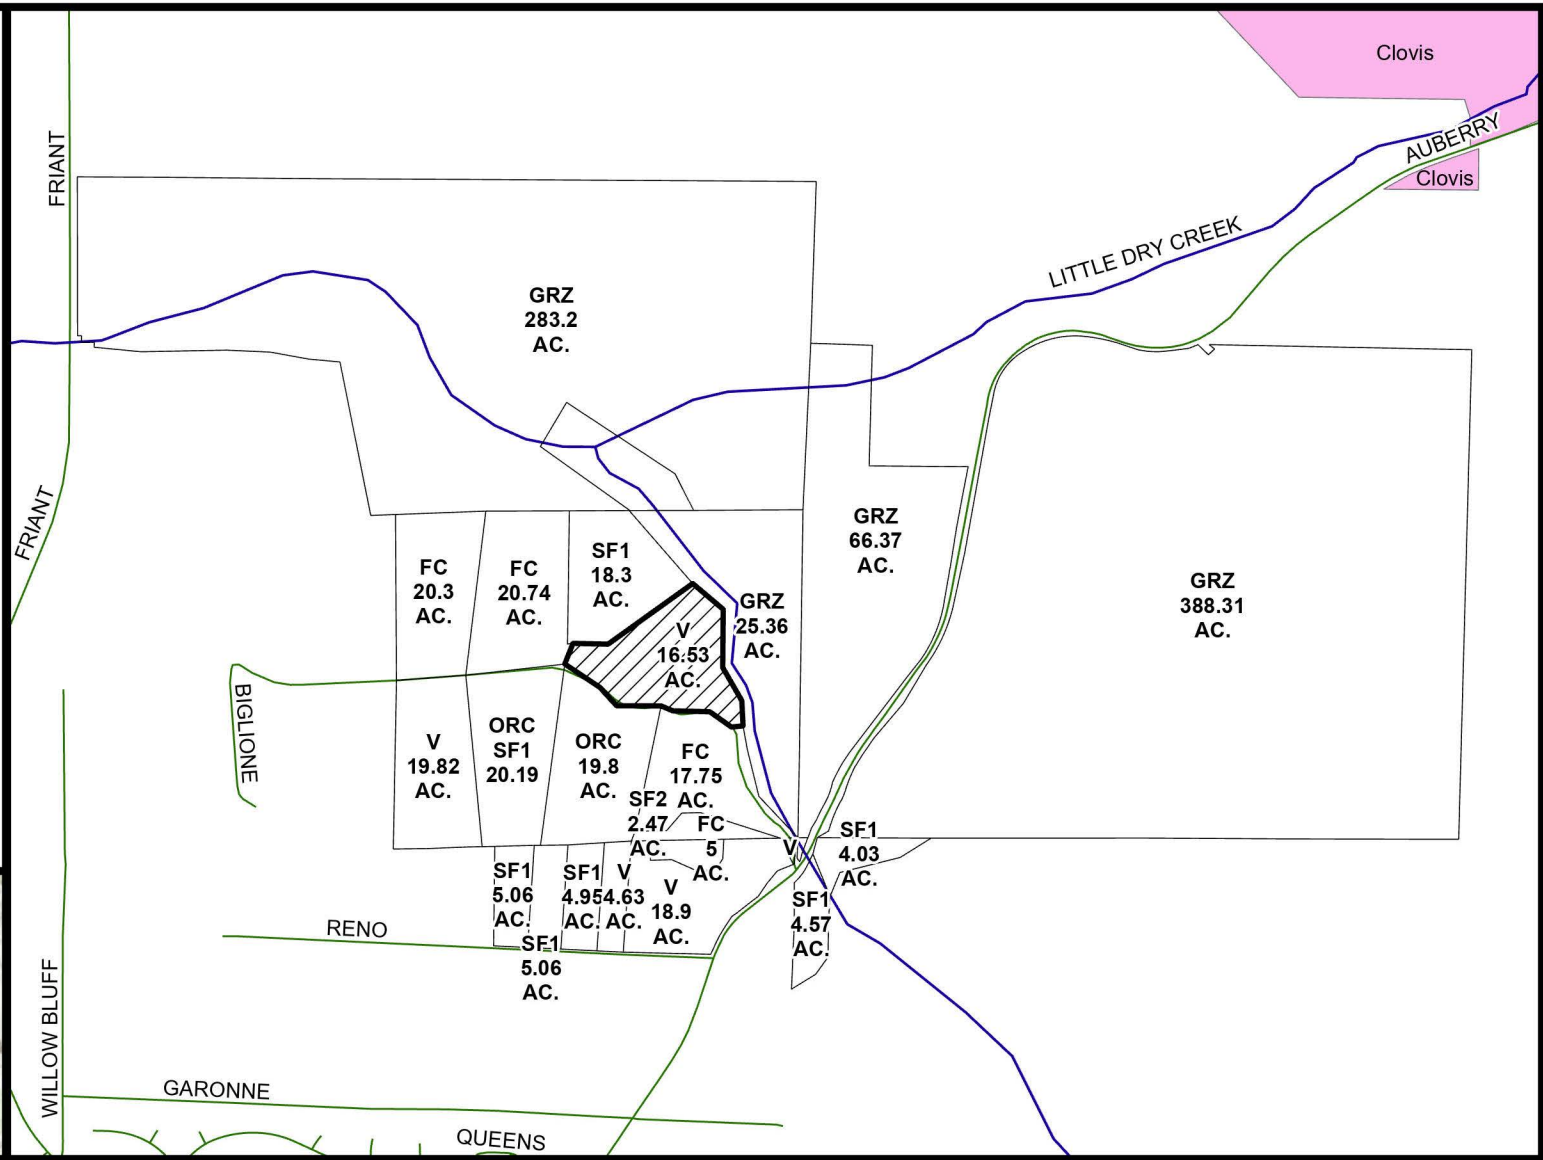 Clovis
AUBERRY
Clovis
FRIANT
LITTLE DRY CREEK
GRZ
283.2
AC.
FRIANT
GRZ
66.37
AC.
GRZ
388.31
AC.
FC
20.3
AC.
FC
20.74
AC.
SF1
18.3
AC.
GRZ
25.36
AC.
V
16.53
AC.
BIGLIONE
V
19.82
AC.
ORC
SF1
20.19
ORC
19.8
AC.
FC
17.75
AC.
SF2
2.47
AC.
FC
5
AC.
V
SF1
4.03
AC.
SF1
5.06
AC.
SF1
4.95
AC.
V
4.63
AC.
V
18.9
AC.
SF1
4.57
AC.
RENO
SF1
5.06
AC.
WILLOW BLUFF
GARONNE
QUEENS